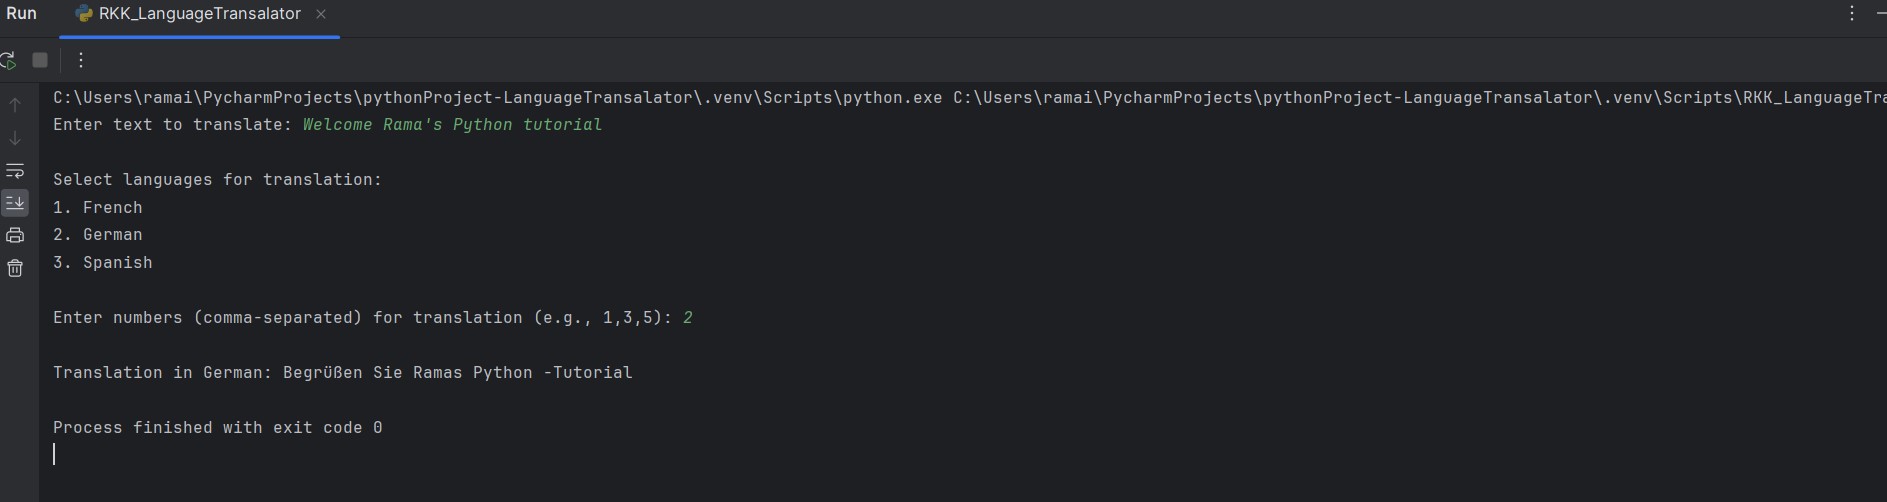 Run RKK_LanguageTransalator
C:\Users\ramai\PycharmProjects\pythonProject-LanguageTransalator\.venv\Scripts\python.exe C:\Users\ramai\PycharmProjects\pythonProject-LanguageTransalator\.venv\Scripts\RKK_LanguageTra
Enter text to translate: Welcome Rama's Python tutorial
Select languages for translation:
1. French
2. German
3. Spanish
Enter numbers (comma-separated) for translation (e.g., 1,3,5): 2
Translation in German: Begrüßen Sie Ramas Python -Tutorial
Process finished with exit code 0